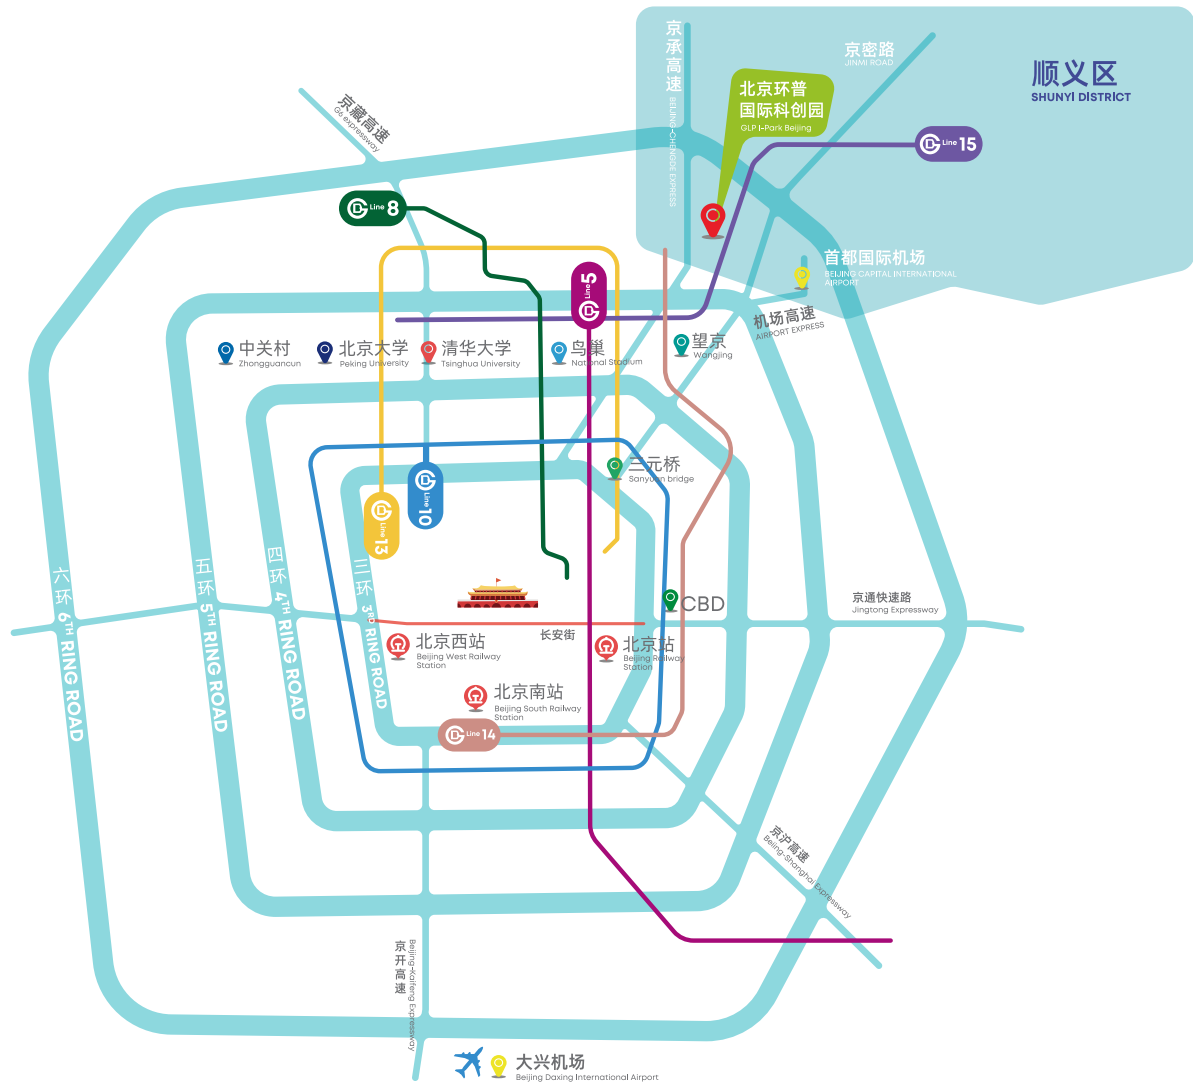 京承高速
BEIJING-CHENGDE EXPRESS
京密路
JINMI ROAD
顺义区
SHUNYI DISTRICT
北京环普
国际科创园
GLP I-Park Beijing
京藏高速
G6 expressway
Line 15
Line 8
首都国际机场
BEIJING CAPITAL INTERNATIONAL
AIRPORT
Line 5
机场高速
AIRPORT EXPRESS
中关村
Zhongguancun
北京大学
Peking University
清华大学
Tsinghua University
鸟巢
National Stadium
望京
Wangjing
三元桥
Sanyuan bridge
Line 10
Line 13
六环 6TH RING ROAD
五环 5TH RING ROAD
四环 4TH RING ROAD
三环 3RD RING ROAD
CBD
京通快速路
Jingtong Expressway
长安街
北京西站
Beijing West Railway
Station
北京站
Beijing Railway
Station
北京南站
Beijing South Railway
Station
Line 14
京沪高速
Beijing-Shanghai Expressway
京开高速
Beijing-Kaifeng Expressway
大兴机场
Beijing Daxing International Airport